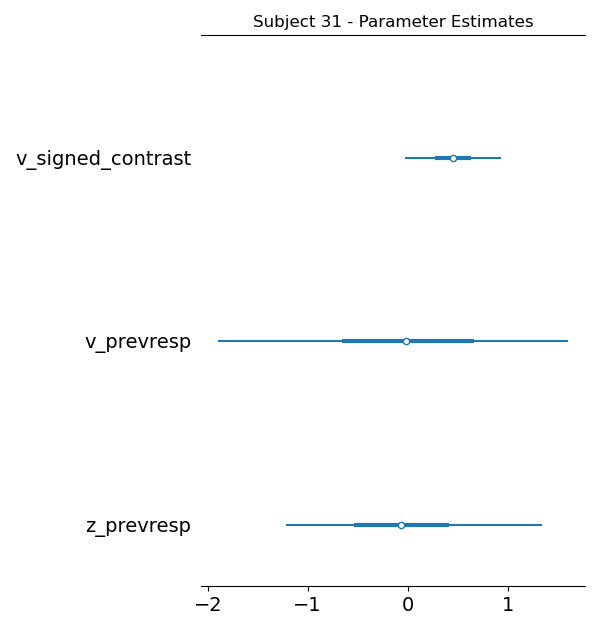 Subject 31 - Parameter Estimates
v_signed_contrast
v_prevresp
z_prevresp
−2 −1 0 1